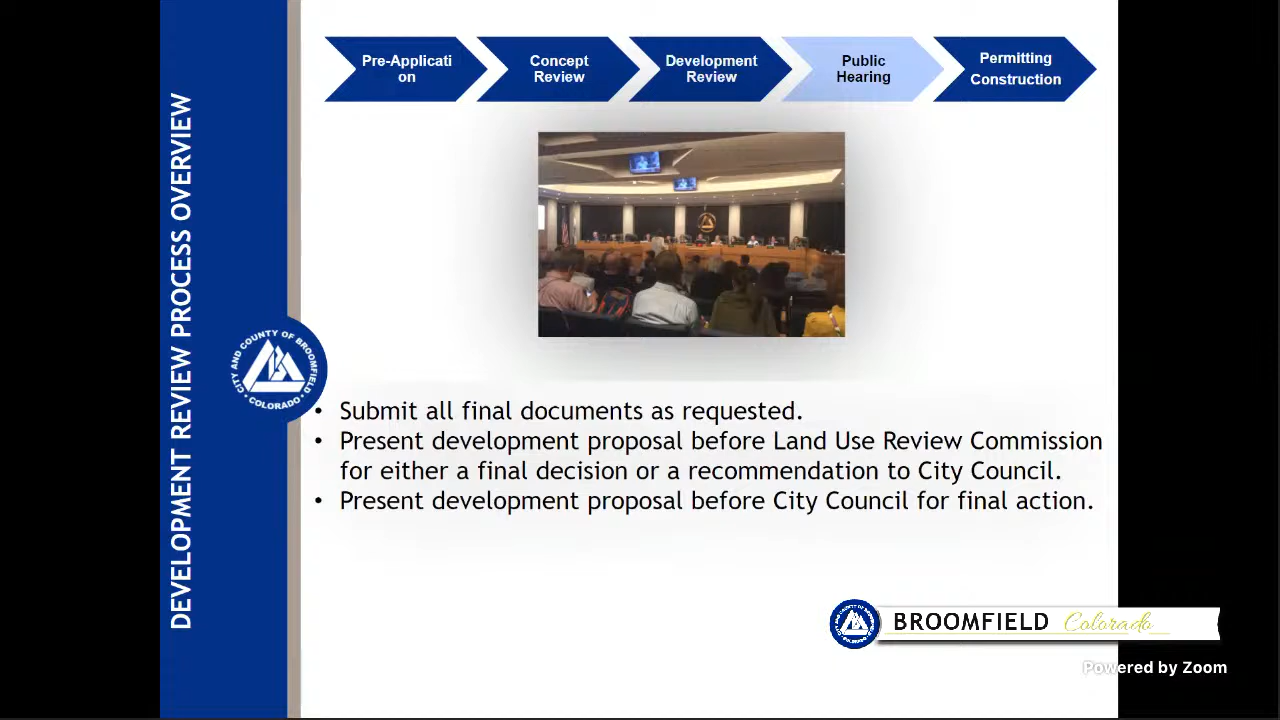 Pre-Applicati
on
Concept
Review
Development
Review
Public
Hearing
Permitting
Construction
DEVELOPMENT REVIEW PROCESS OVERVIEW
CITY AND COUNTY OF BROOMFIELD
• COLORADO •
• Submit all final documents as requested.
• Present development proposal before Land Use Review Commission
for either a final decision or a recommendation to City Council.
• Present development proposal before City Council for final action.
BROOMFIELD Colorado
Powered by Zoom